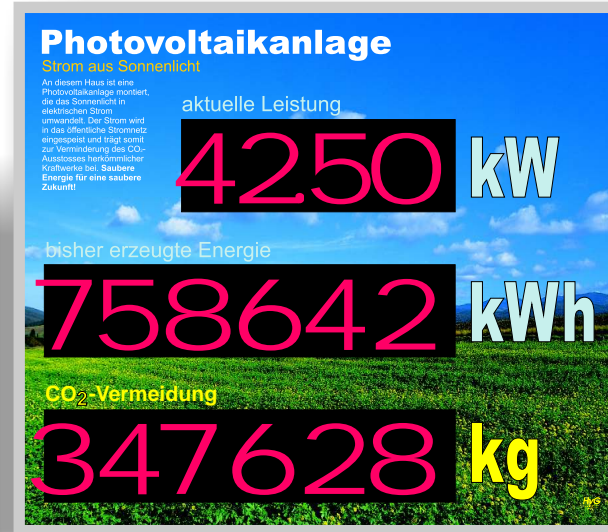 Photovoltaikanlage
Strom aus Sonnenlicht
An diesem Haus ist eine
Photovoltaikanlage montiert,
die das Sonnenlicht in
elektrischen Strom
umwandelt. Der Strom wird
in das öffentliche Stromnetz
eingespeist und trägt somit
zur Verminderung des CO₂-
Ausstosses herkömmlicher
Kraftwerke bei. Saubere
Energie für eine saubere
Zukunft!
aktuelle Leistung
42.50 kW
bisher erzeugte Energie
758642 kWh
CO₂-Vermeidung
347628 kg